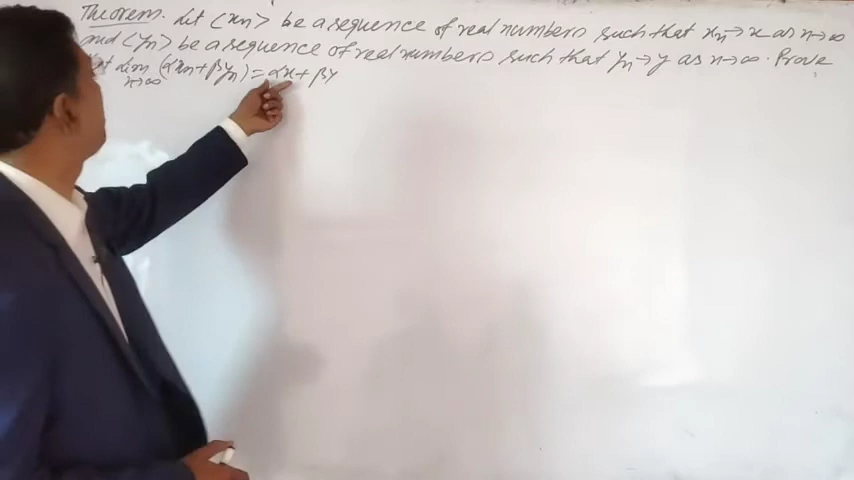 Theorem. Let <xn> be a sequence of real numbers such that xn→x as n→∞
and <yn> be a sequence of real numbers such that yn→y as n→∞. Prove
that lim n→∞ (αxn+βyn)=αx+βy